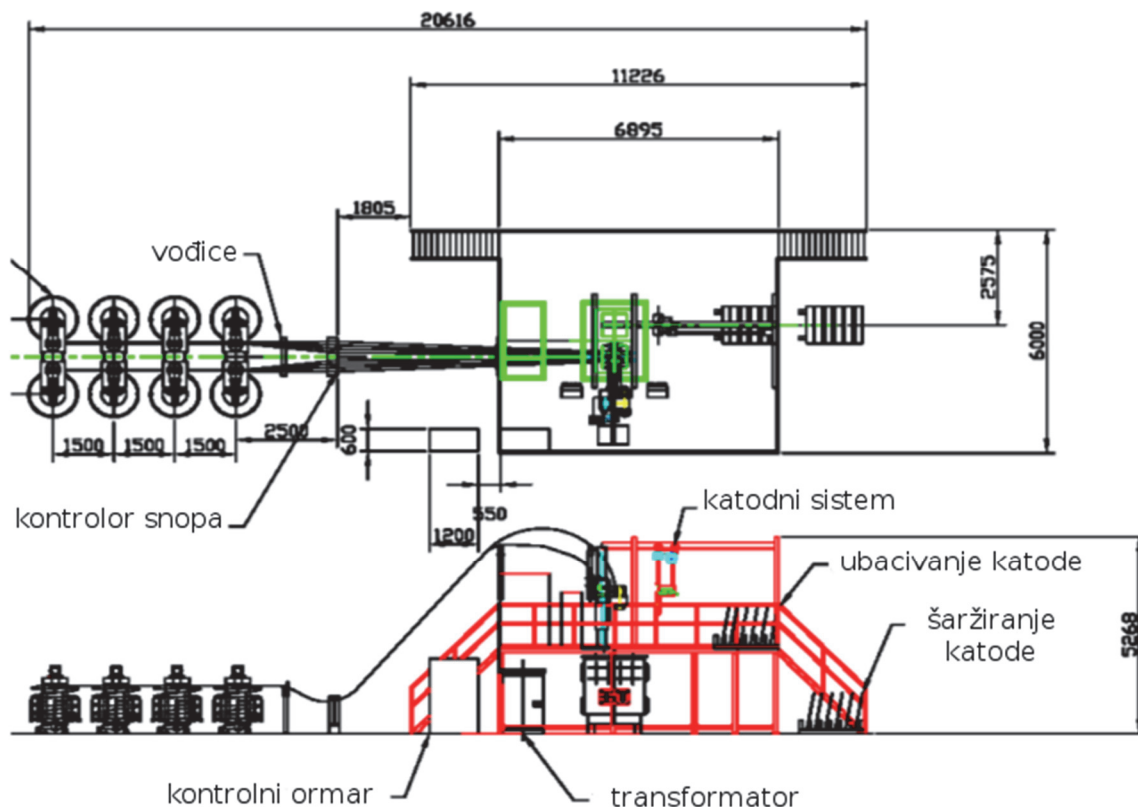 20616
11226
6895
1805
vođice
2575
6000
1500
1500
1500
2500
600
kontrolor snopa
550
1200
katodni sistem
ubacivanje katode
šaržiranje
katode
5268
kontrolni ormar
transformator